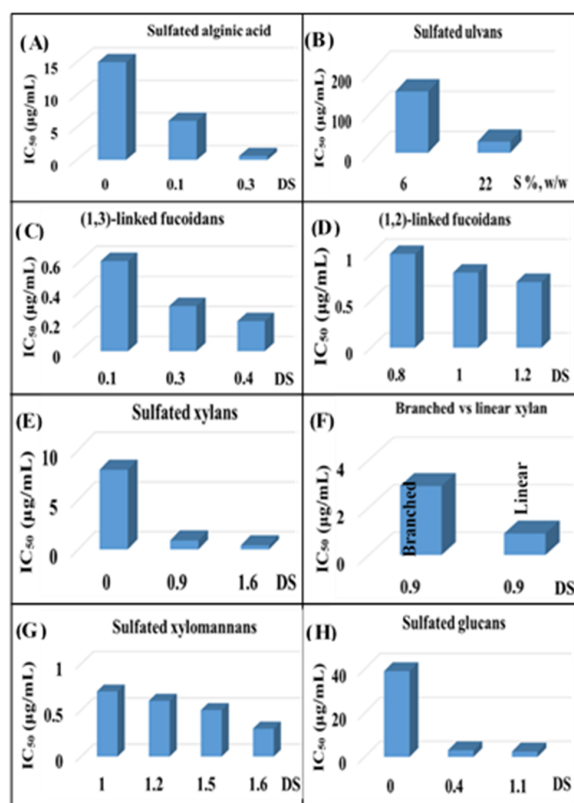 (A) Sulfated alginic acid
IC₅₀ (µg/mL)
15
10
5
0
0 0.1 0.3 DS
(B) Sulfated ulvans
IC₅₀ (µg/mL)
200
100
0
6 22 S %, w/w
(C) (1,3)-linked fucoidans
IC₅₀ (µg/mL)
0.6
0.4
0.2
0
0.1 0.3 0.4 DS
(D) (1,2)-linked fucoidans
IC₅₀ (µg/mL)
1
0.5
0
0.8 1 1.2 DS
(E) Sulfated xylans
IC₅₀ (µg/mL)
10
5
0
0 0.9 1.6 DS
(F) Branched vs linear xylan
IC₅₀ (µg/mL)
4
2
0
Branched
Linear
0.9 0.9 DS
(G) Sulfated xylomannans
IC₅₀ (µg/mL)
1
0.5
0
1 1.2 1.5 1.6 DS
(H) Sulfated glucans
IC₅₀ (µg/mL)
40
20
0
0 0.4 1.1 DS